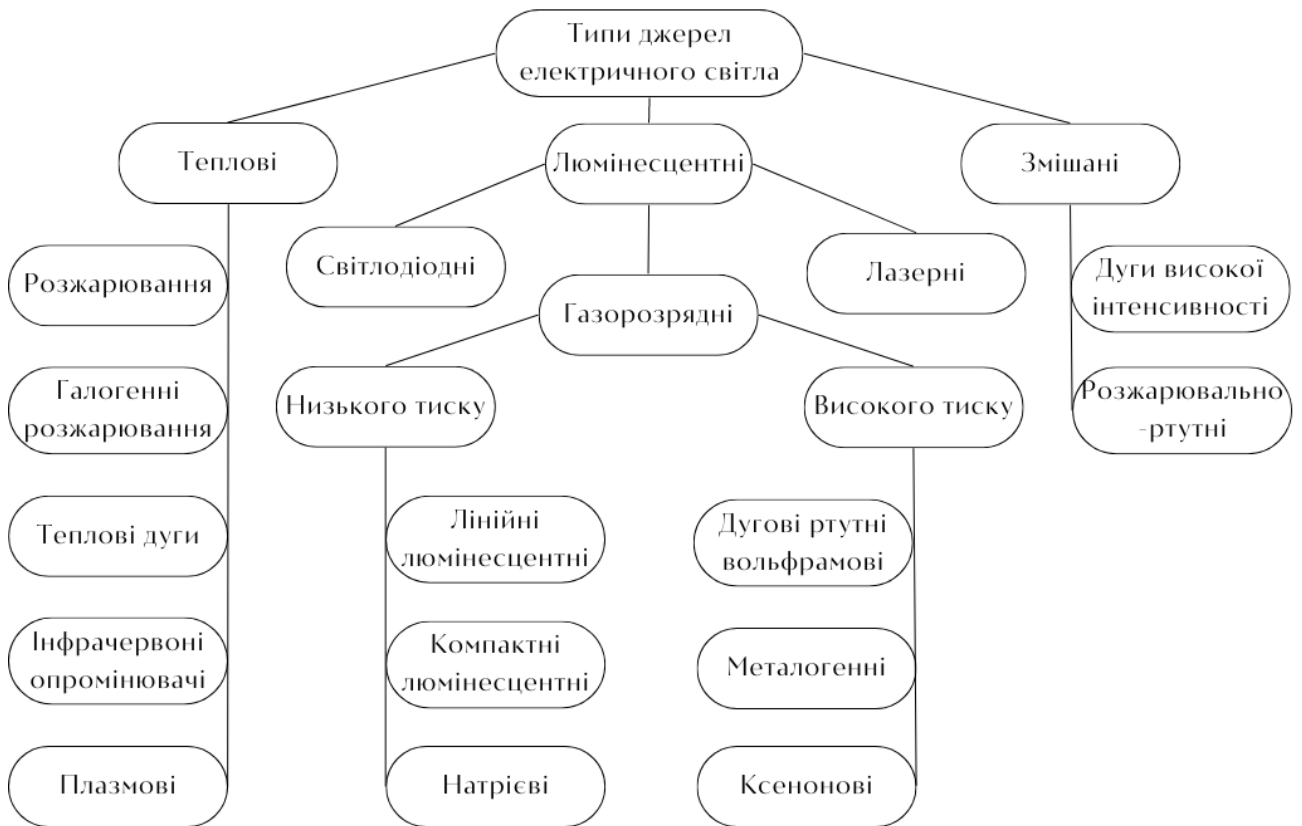 Типи джерел
електричного світла
Теплові
Люмінесцентні
Змішані
Розжарювання
Світлодіодні
Лазерні
Дуги високої
інтенсивності
Газорозрядні
Галогенні
розжарювання
Низького тиску
Високого тиску
Розжарювально
-ртутні
Теплові дуги
Лінійні
люмінесцентні
Дугові ртутні
вольфрамові
Інфрачервоні
опромінювачі
Компактні
люмінесцентні
Металогенні
Плазмові
Натрієві
Ксенонові